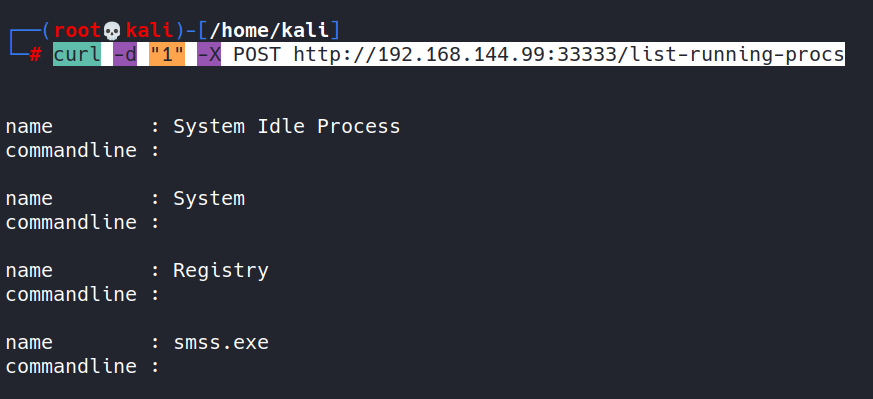 ┌──(root💀kali)-[/home/kali]
└─# curl -d "1" -X POST http://192.168.144.99:33333/list-running-procs
name        : System Idle Process
commandline :
name        : System
commandline :
name        : Registry
commandline :
name        : smss.exe
commandline :